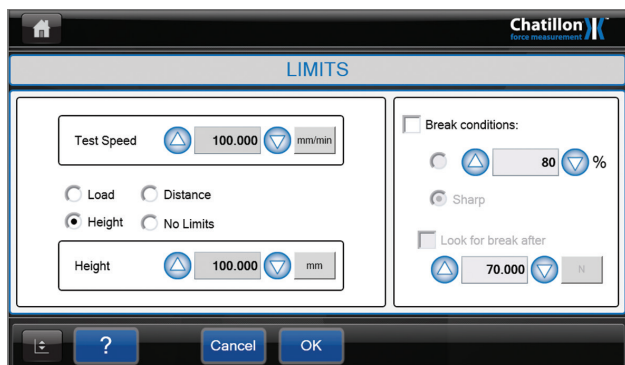 Chatillon
force measurement
LIMITS
Test Speed 100.000 mm/min
Load Distance
Height No Limits
Height 100.000 mm
Break conditions:
80 %
Sharp
Look for break after
70.000 N
? Cancel OK